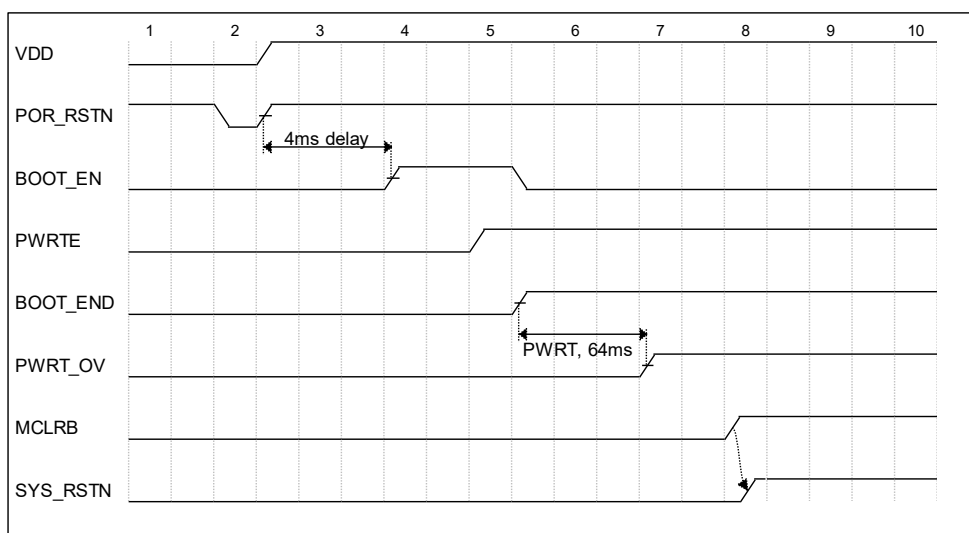 1 2 3 4 5 6 7 8 9 10
VDD
POR_RSTN
4ms delay
BOOT_EN
PWRTE
BOOT_END
PWRT, 64ms
PWRT_OV
MCLRB
SYS_RSTN